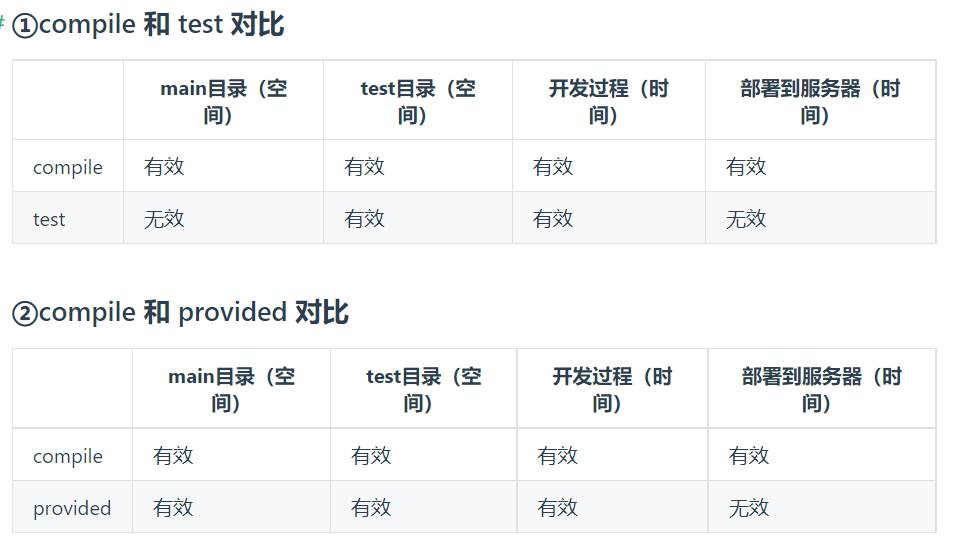 # ①compile 和 test 对比
main目录（空间） test目录（空间） 开发过程（时间） 部署到服务器（时间）
compile 有效 有效 有效 有效
test 无效 有效 有效 无效
②compile 和 provided 对比
main目录（空间） test目录（空间） 开发过程（时间） 部署到服务器（时间）
compile 有效 有效 有效 有效
provided 有效 有效 有效 无效